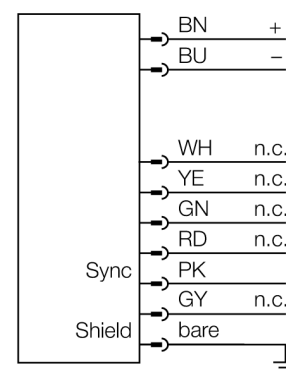 BN +
BU –
WH n.c.
YE n.c.
GN n.c.
RD n.c.
Sync PK
GY n.c.
Shield bare